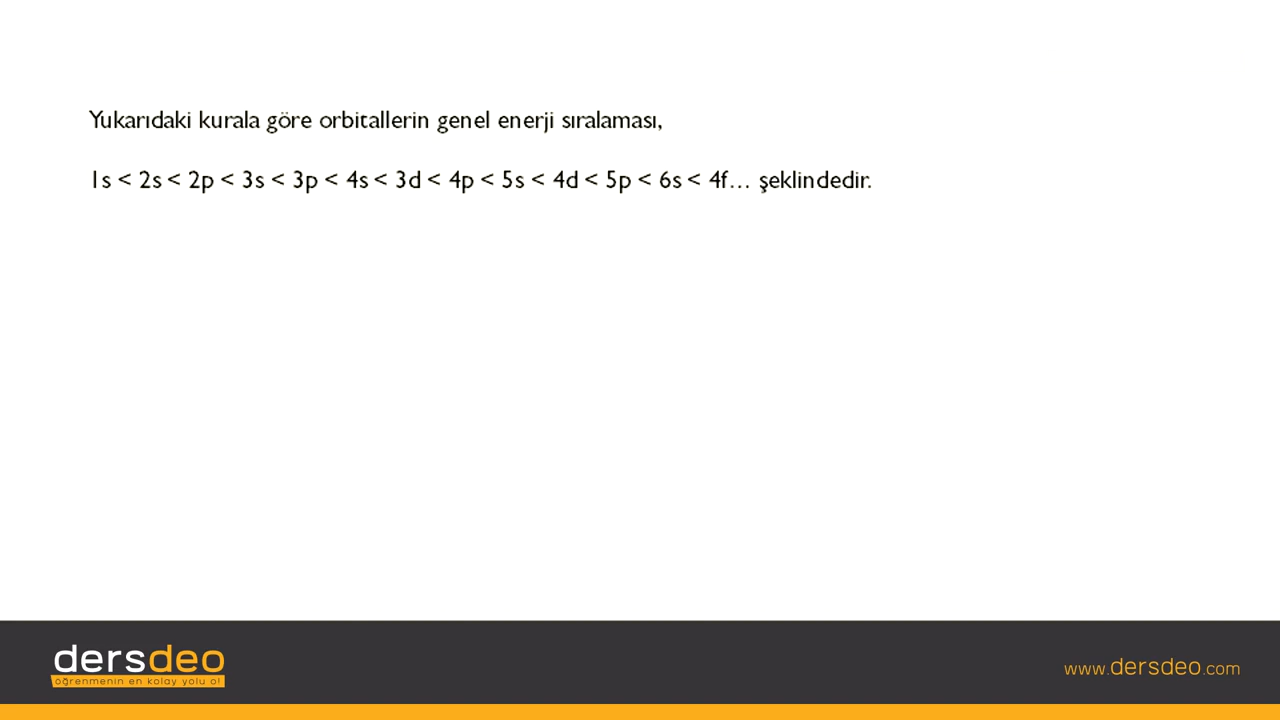 Yukarıdaki kurala göre orbitallerin genel enerji sıralaması,
1s < 2s < 2p < 3s < 3p < 4s < 3d < 4p < 5s < 4d < 5p < 6s < 4f… şeklindedir.
dersdeo
öğrenmenin en kolay yolu o!
www.dersdeo.com